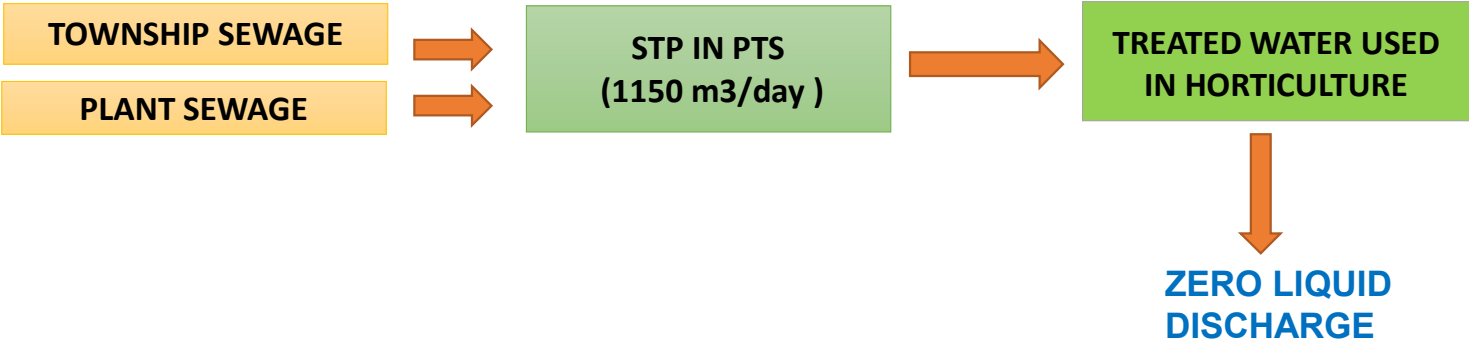 TOWNSHIP SEWAGE
PLANT SEWAGE
STP IN PTS
(1150 m3/day )
TREATED WATER USED
IN HORTICULTURE
ZERO LIQUID
DISCHARGE